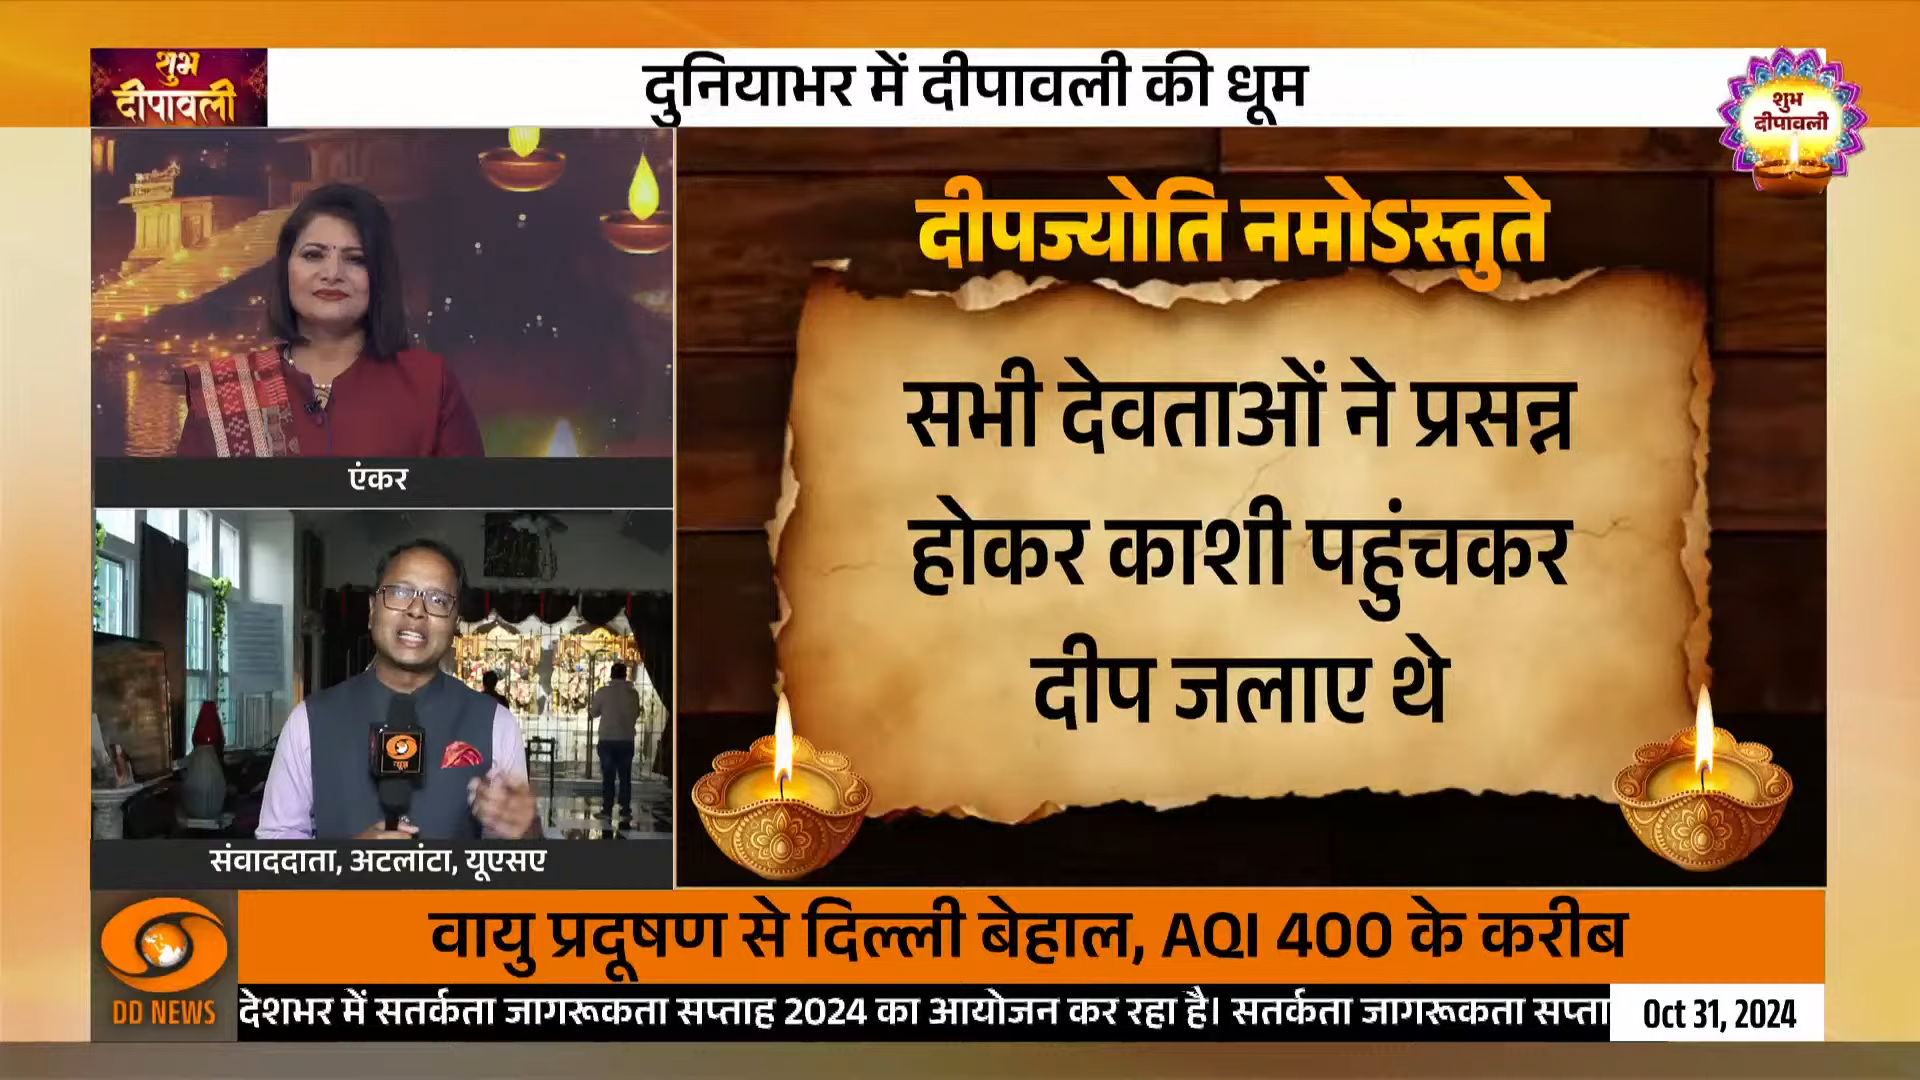 शुभ
दीपावली
दुनियाभर में दीपावली की धूम
शुभ
दीपावली
दीपज्योति नमोऽस्तुते
सभी देवताओं ने प्रसन्न
होकर काशी पहुंचकर
दीप जलाए थे
एंकर
न्यूज़
संवाददाता, अटलांटा, यूएसए
वायु प्रदूषण से दिल्ली बेहाल, AQI 400 के करीब
DD NEWS
देशभर में सतर्कता जागरूकता सप्ताह 2024 का आयोजन कर रहा है। सतर्कता जागरूकता सप्ता
Oct 31, 2024